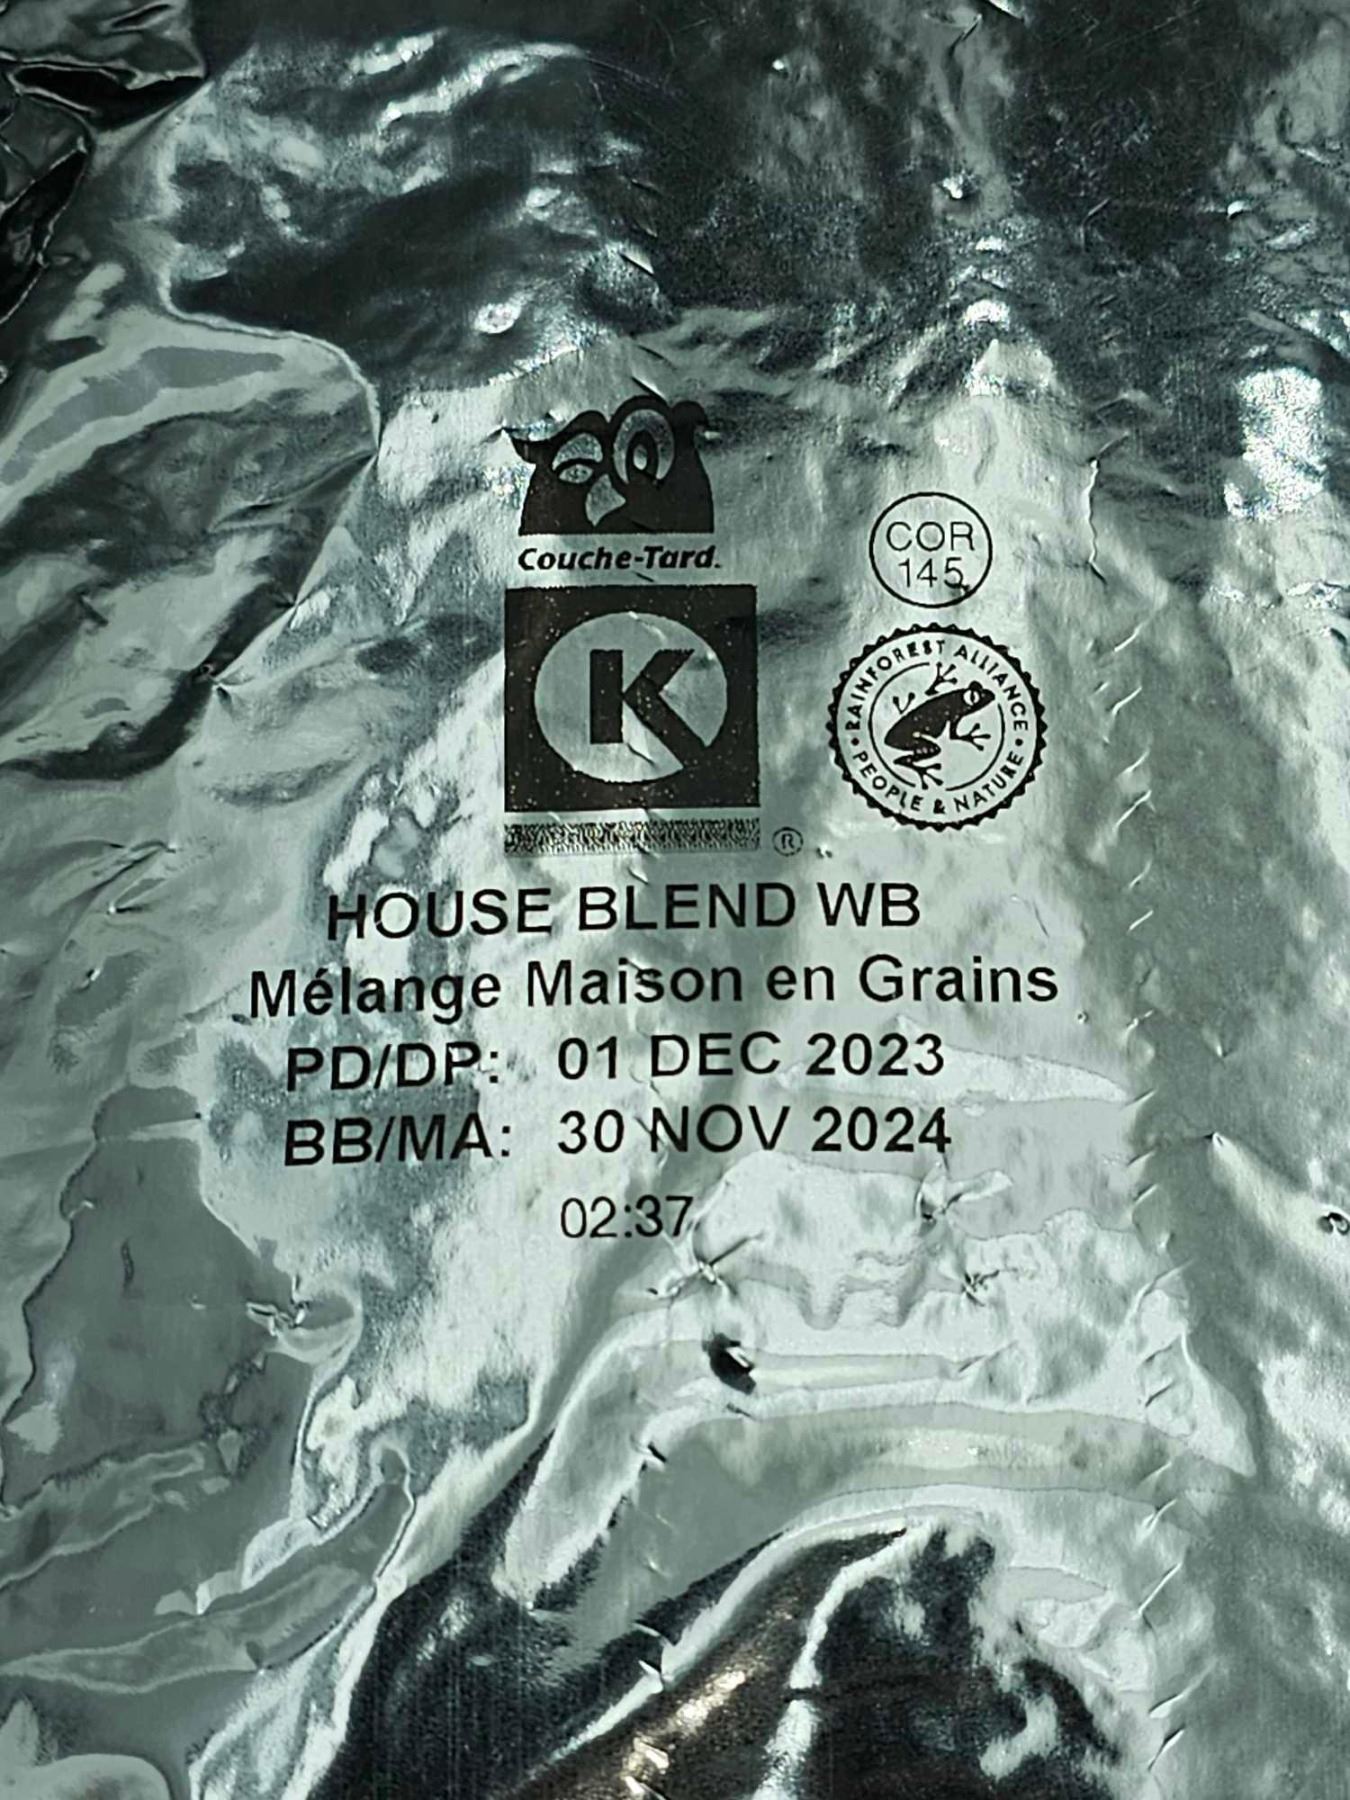 Couche-Tard.
K
®
COR
145
RAINFOREST ALLIANCE
• PEOPLE & NATURE •
HOUSE BLEND WB
Mélange Maison en Grains
PD/DP: 01 DEC 2023
BB/MA: 30 NOV 2024
02:37